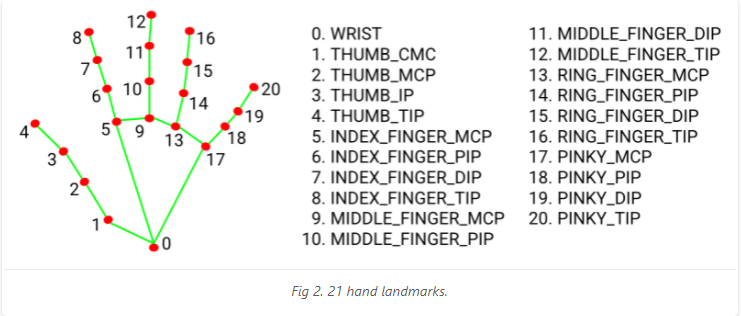 12
8
16
11
7
15
6
10
14
20
4
5
9
19
3
13
18
17
2
1
0
0. WRIST
1. THUMB_CMC
2. THUMB_MCP
3. THUMB_IP
4. THUMB_TIP
5. INDEX_FINGER_MCP
6. INDEX_FINGER_PIP
7. INDEX_FINGER_DIP
8. INDEX_FINGER_TIP
9. MIDDLE_FINGER_MCP
10. MIDDLE_FINGER_PIP
11. MIDDLE_FINGER_DIP
12. MIDDLE_FINGER_TIP
13. RING_FINGER_MCP
14. RING_FINGER_PIP
15. RING_FINGER_DIP
16. RING_FINGER_TIP
17. PINKY_MCP
18. PINKY_PIP
19. PINKY_DIP
20. PINKY_TIP
Fig 2. 21 hand landmarks.